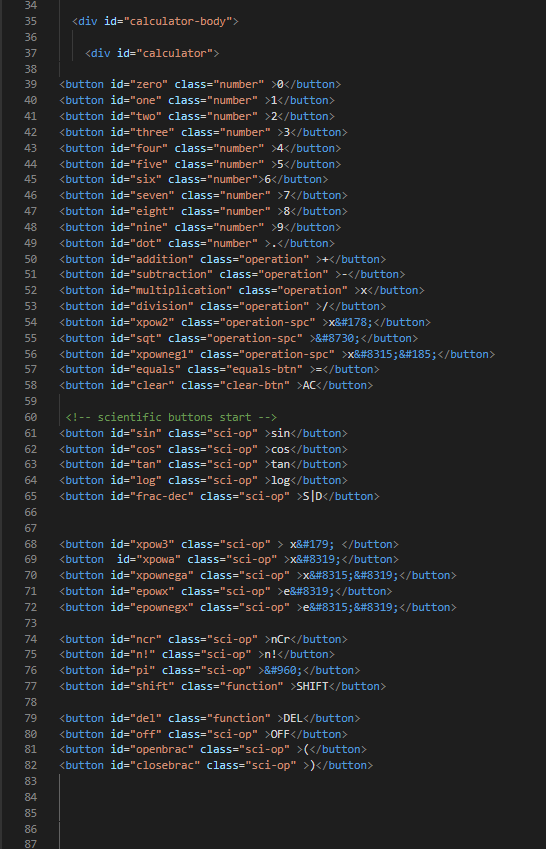 34
35 <div id="calculator-body">
36
37 <div id="calculator">
38
39 <button id="zero" class="number" >0</button>
40 <button id="one" class="number" >1</button>
41 <button id="two" class="number" >2</button>
42 <button id="three" class="number" >3</button>
43 <button id="four" class="number" >4</button>
44 <button id="five" class="number" >5</button>
45 <button id="six" class="number">6</button>
46 <button id="seven" class="number" >7</button>
47 <button id="eight" class="number" >8</button>
48 <button id="nine" class="number" >9</button>
49 <button id="dot" class="number" >.</button>
50 <button id="addition" class="operation" >+</button>
51 <button id="subtraction" class="operation" >-</button>
52 <button id="multiplication" class="operation" >x</button>
53 <button id="division" class="operation" >/</button>
54 <button id="xpow2" class="operation-spc" >x&#178;</button>
55 <button id="sqt" class="operation-spc" >&#8730;</button>
56 <button id="xpowneg1" class="operation-spc" >x&#8315;&#185;</button>
57 <button id="equals" class="equals-btn" >=</button>
58 <button id="clear" class="clear-btn" >AC</button>
59
60 <!-- scientific buttons start -->
61 <button id="sin" class="sci-op" >sin</button>
62 <button id="cos" class="sci-op" >cos</button>
63 <button id="tan" class="sci-op" >tan</button>
64 <button id="log" class="sci-op" >log</button>
65 <button id="frac-dec" class="sci-op" >S|D</button>
66
67
68 <button id="xpow3" class="sci-op" > x&#179; </button>
69 <button  id="xpowa" class="sci-op" >x&#8319;</button>
70 <button id="xpownega" class="sci-op" >x&#8315;&#8319;</button>
71 <button id="epowx" class="sci-op" >e&#8319;</button>
72 <button id="epownegx" class="sci-op" >e&#8315;&#8319;</button>
73
74 <button id="ncr" class="sci-op" >nCr</button>
75 <button id="n!" class="sci-op" >n!</button>
76 <button id="pi" class="sci-op" >&#960;</button>
77 <button id="shift" class="function" >SHIFT</button>
78
79 <button id="del" class="function" >DEL</button>
80 <button id="off" class="sci-op" >OFF</button>
81 <button id="openbrac" class="sci-op" >(</button>
82 <button id="closebrac" class="sci-op" >)</button>
83
84
85
86
87